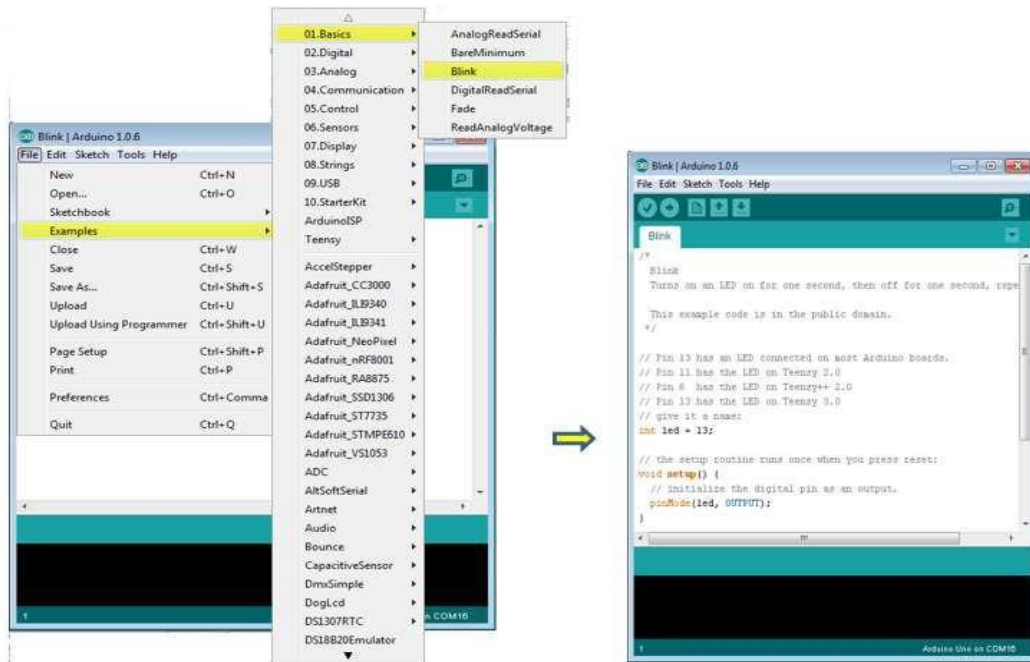 Blink | Arduino 1.0.6
File Edit Sketch Tools Help
New Ctrl+N
Open... Ctrl+O
Sketchbook
Examples
Close Ctrl+W
Save Ctrl+S
Save As... Ctrl+Shift+S
Upload Ctrl+U
Upload Using Programmer Ctrl+Shift+U
Page Setup Ctrl+Shift+P
Print Ctrl+P
Preferences Ctrl+Comma
Quit Ctrl+Q
1
on COM16
01.Basics
02.Digital
03.Analog
04.Communication
05.Control
06.Sensors
07.Display
08.Strings
09.USB
10.StarterKit
ArduinoISP
Teensy
AccelStepper
Adafruit_CC3000
Adafruit_ILI9340
Adafruit_ILI9341
Adafruit_NeoPixel
Adafruit_nRF8001
Adafruit_RA8875
Adafruit_SSD1306
Adafruit_ST7735
Adafruit_STMPE610
Adafruit_VS1053
ADC
AltSoftSerial
Artnet
Audio
Bounce
CapacitiveSensor
DmxSimple
DogLcd
DS1307RTC
DS18B20Emulator
AnalogReadSerial
BareMinimum
Blink
DigitalReadSerial
Fade
ReadAnalogVoltage
Blink | Arduino 1.0.6
File Edit Sketch Tools Help
Blink
/*
Blink
Turns on an LED on for one second, then off for one second, repe
This example code is in the public domain.
*/
// Pin 13 has an LED connected on most Arduino boards.
// Pin 11 has the LED on Teensy 2.0
// Pin 6 has the LED on Teensy++ 2.0
// Pin 13 has the LED on Teensy 3.0
// give it a name:
int led = 13;
// the setup routine runs once when you press reset:
void setup() {
// initialize the digital pin as an output.
pinMode(led, OUTPUT);
}
1
Arduino Uno on COM16